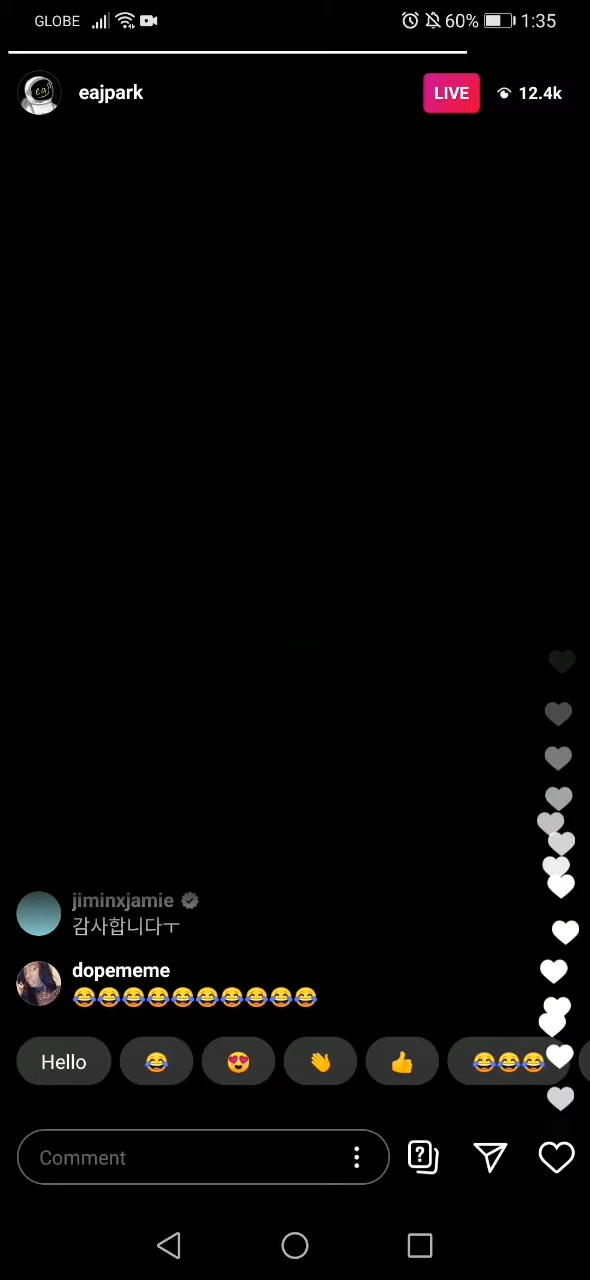 GLOBE 60% 1:35
eajpark LIVE 12.4k
jiminxjamie
감사합니다ㅜ
dopememe
😂😂😂😂😂😂😂😂😂😂
Hello 😂 😍 👋 👍 😂😂😂
Comment